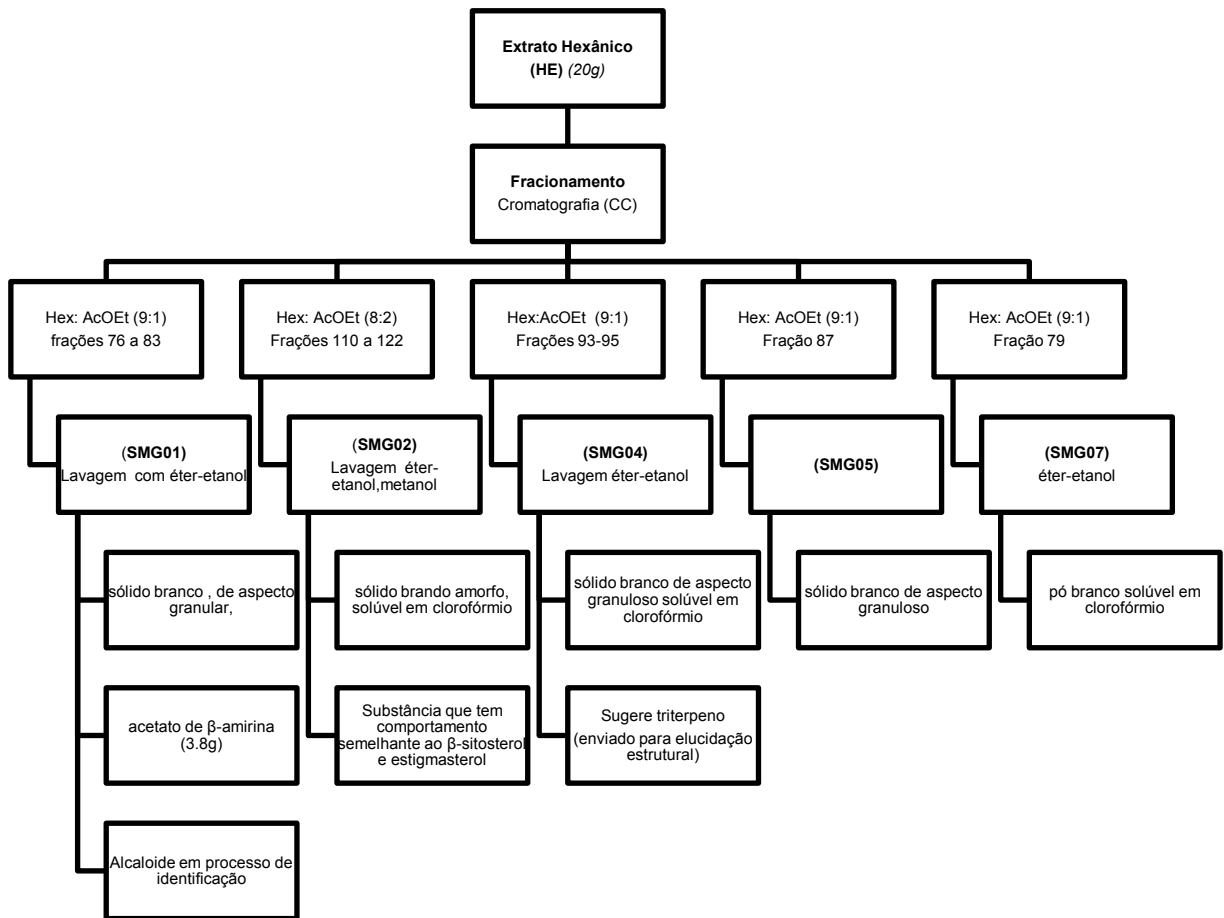 Extrato Hexânico
(HE) (20g)
Fracionamento
Cromatografia (CC)
Hex: AcOEt (9:1)
frações 76 a 83
Hex: AcOEt (8:2)
Frações 110 a 122
Hex:AcOEt (9:1)
Frações 93-95
Hex: AcOEt (9:1)
Fração 87
Hex: AcOEt (9:1)
Fração 79
(SMG01)
Lavagem com éter-etanol
(SMG02)
Lavagem éter-
etanol,metanol
(SMG04)
Lavagem éter-etanol
(SMG05)
(SMG07)
éter-etanol
sólido branco , de aspecto
granular,
sólido brando amorfo,
solúvel em clorofórmio
sólido branco de aspecto
granuloso solúvel em
clorofórmio
sólido branco de aspecto
granuloso
pó branco solúvel em
clorofórmio
acetato de β-amirina
(3.8g)
Substância que tem
comportamento
semelhante ao β-sitosterol
e estigmasterol
Sugere triterpeno
(enviado para elucidação
estrutural)
Alcaloide em processo de
identificação